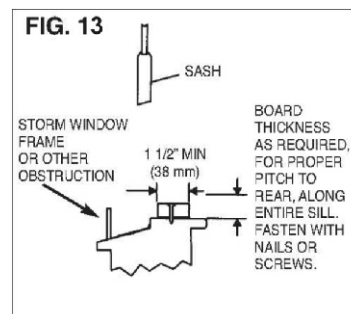 FIG. 13
SASH
STORM WINDOW
FRAME
OR OTHER
OBSTRUCTION
1 1/2" MIN
(38 mm)
BOARD
THICKNESS
AS REQUIRED,
FOR PROPER
PITCH TO
REAR, ALONG
ENTIRE SILL.
FASTEN WITH
NAILS OR
SCREWS.